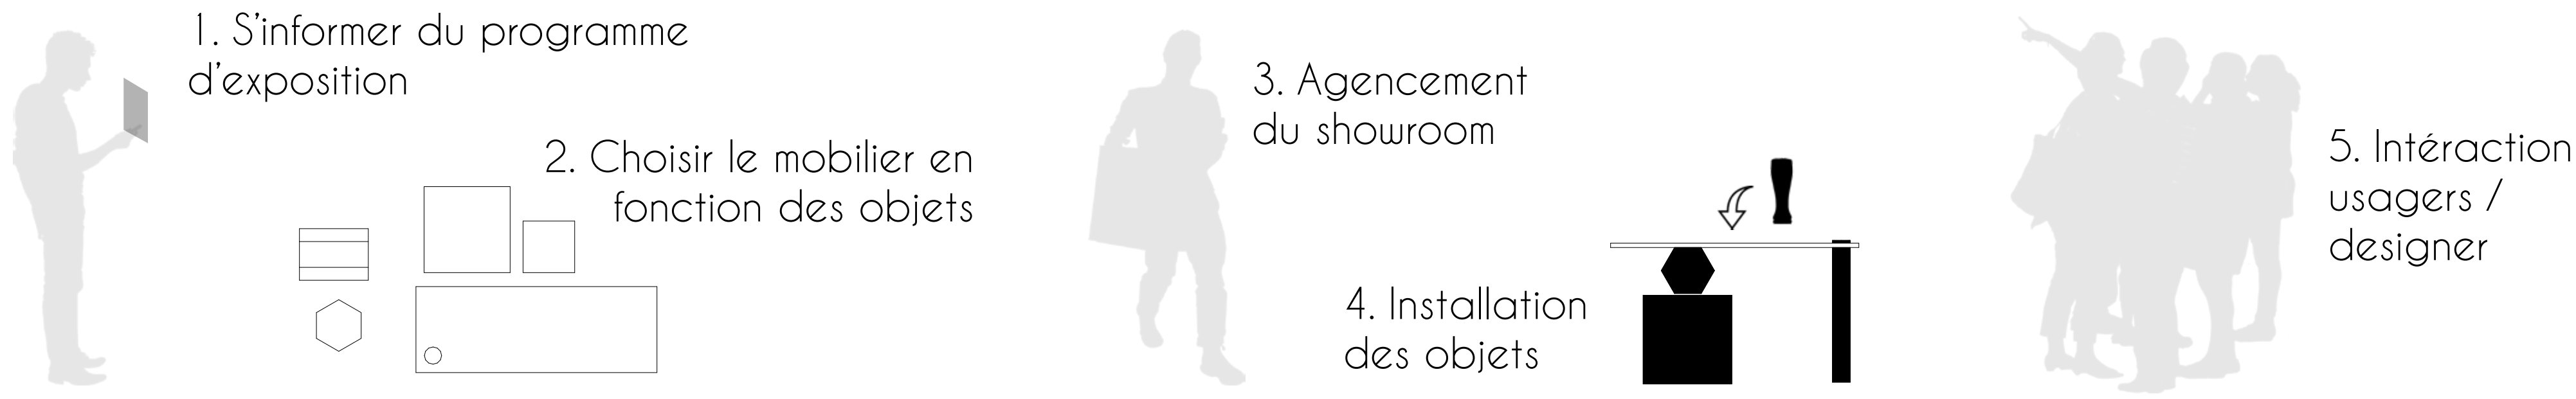 1. S'informer du programme
d'exposition
2. Choisir le mobilier en
fonction des objets
3. Agencement
du showroom
4. Installation
des objets
5. Intéraction
usagers /
designer